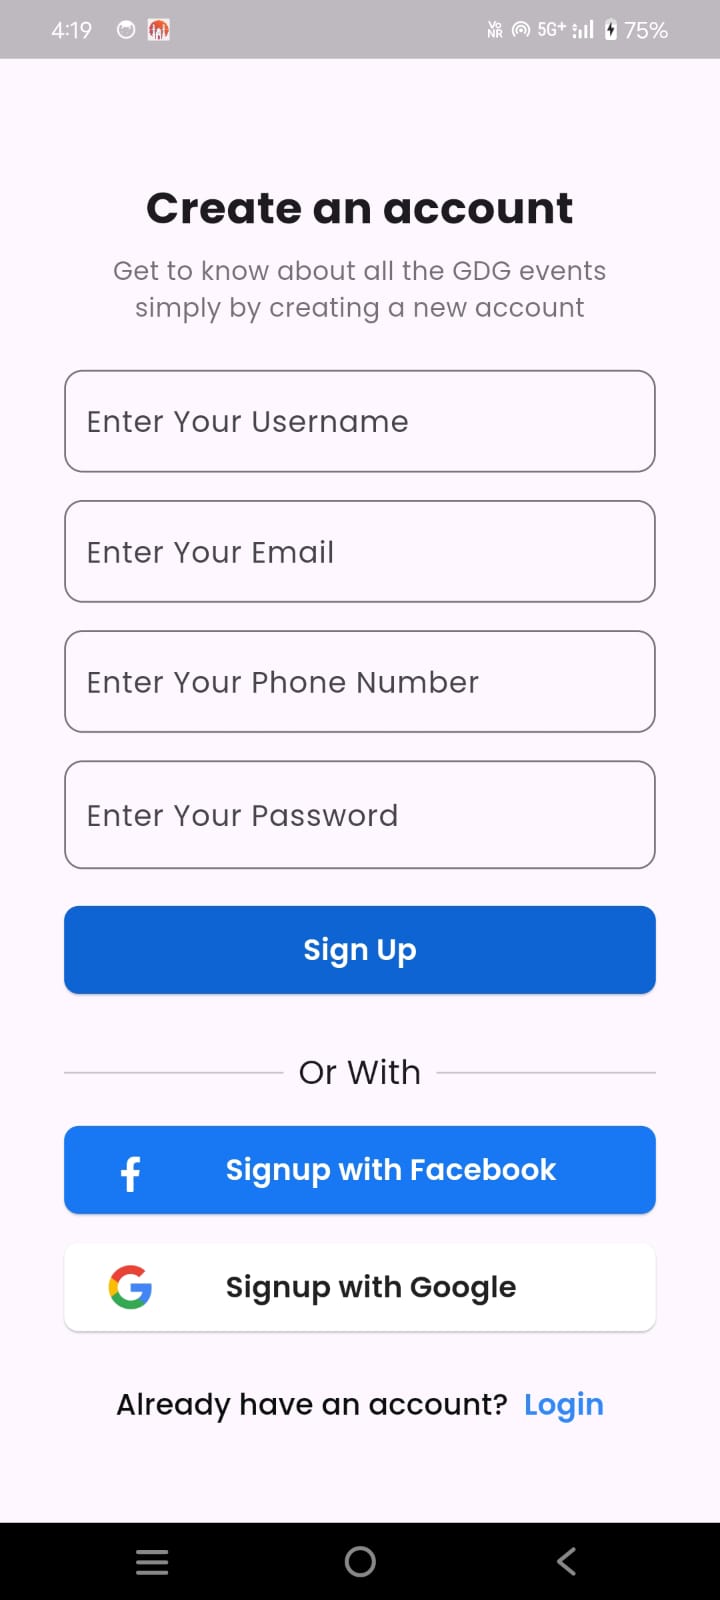 4:19 Vo NR 5G+ 75%
Create an account
Get to know about all the GDG events
simply by creating a new account
Enter Your Username
Enter Your Email
Enter Your Phone Number
Enter Your Password
Sign Up
Or With
Signup with Facebook
Signup with Google
Already have an account? Login